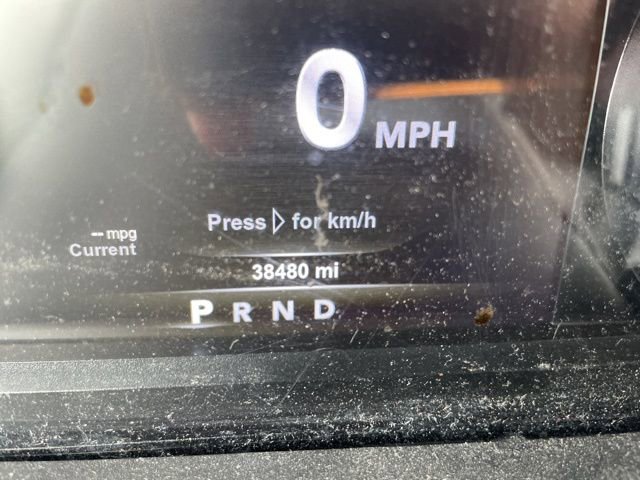 0 MPH
Press ▷ for km/h
-- mpg
Current
38480 mi
P R N D